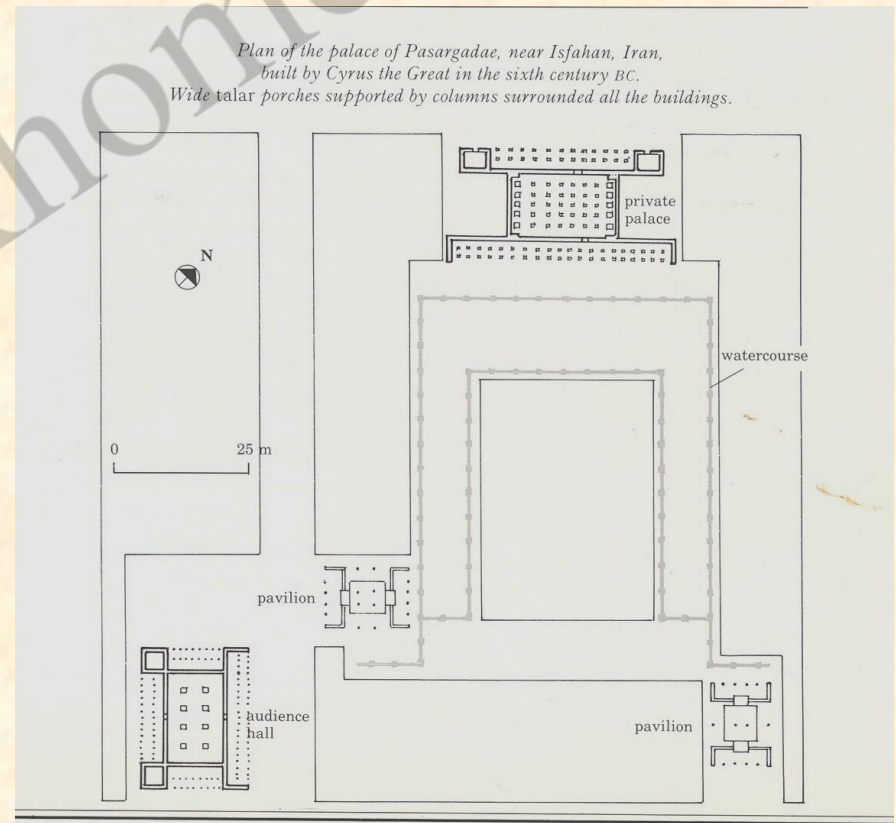 Plan of the palace of Pasargadae, near Isfahan, Iran,
built by Cyrus the Great in the sixth century BC.
Wide talar porches supported by columns surrounded all the buildings.
private
palace
N
watercourse
0 25 m
pavilion
audience
hall
pavilion